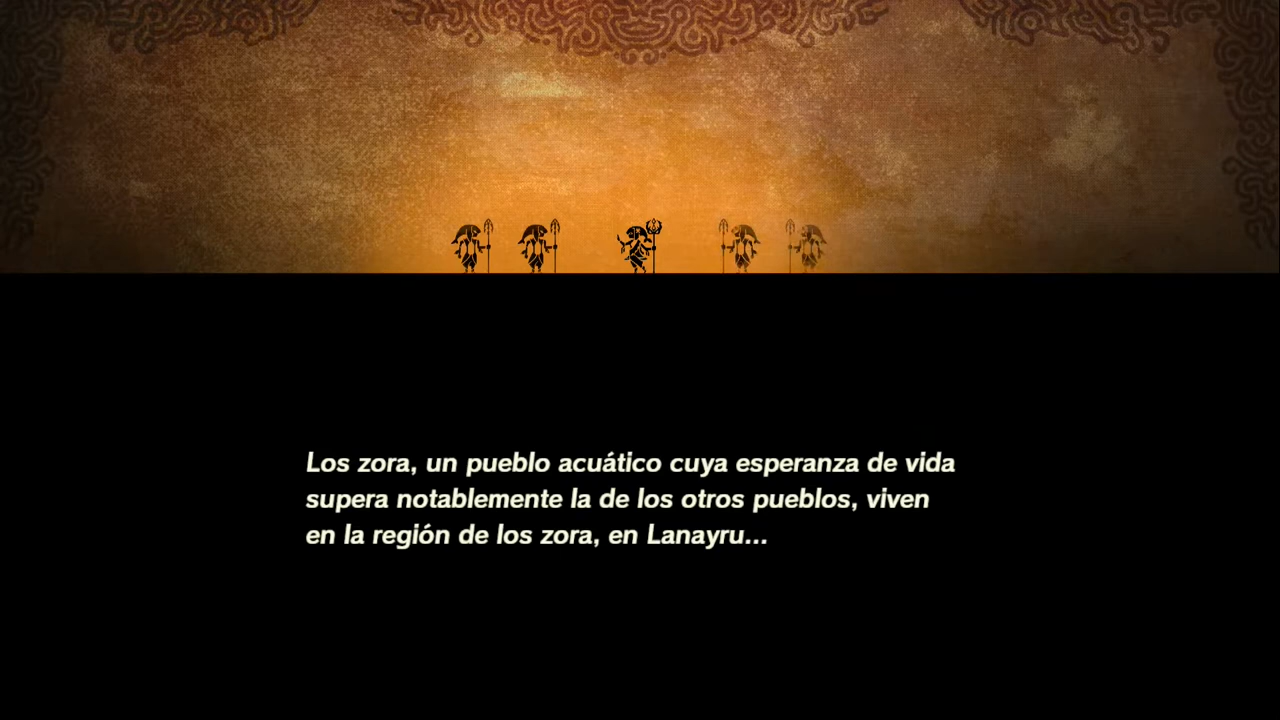 Los zora, un pueblo acuático cuya esperanza de vida
supera notablemente la de los otros pueblos, viven
en la región de los zora, en Lanayru...